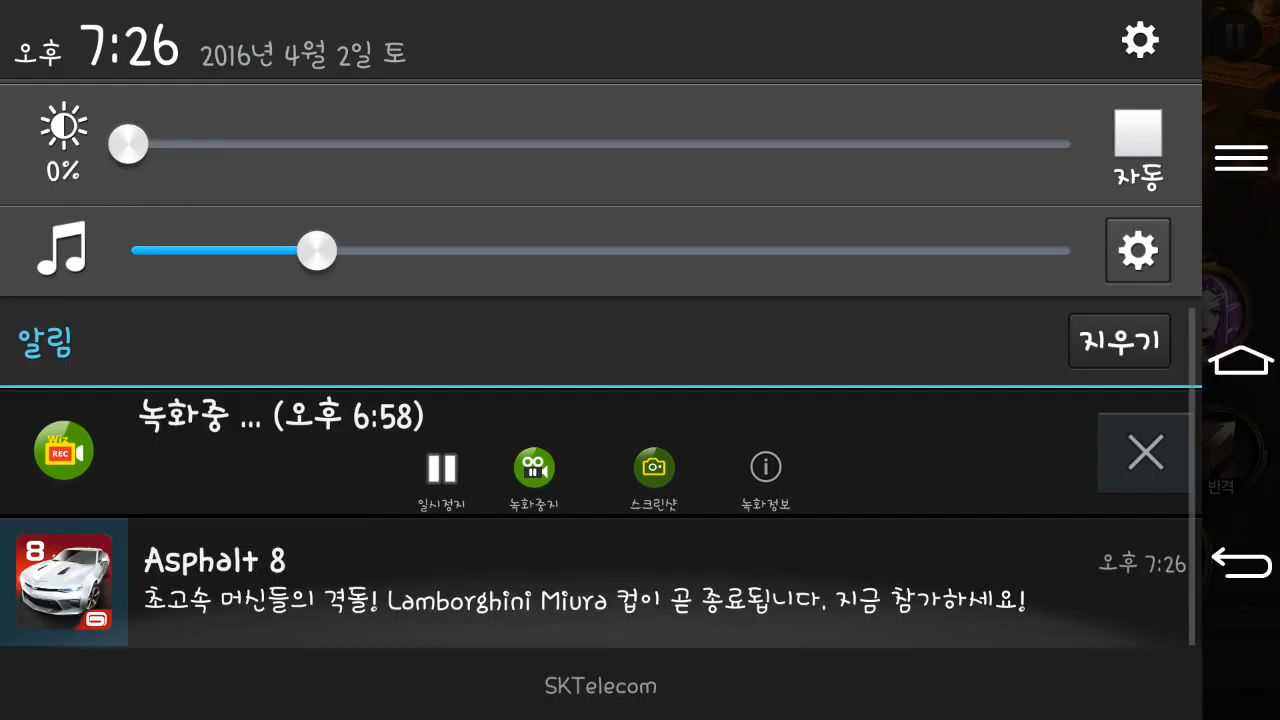 오후 7:26 2016년 4월 2일 토
0%
자동
알림
지우기
Wiz
REC
녹화중 ... (오후 6:58)
일시정지
녹화중지
스크린샷
녹화정보
반격
8
Asphalt 8
오후 7:26
초고속 머신들의 격돌! Lamborghini Miura 컵이 곧 종료됩니다. 지금 참가하세요!
SKTelecom